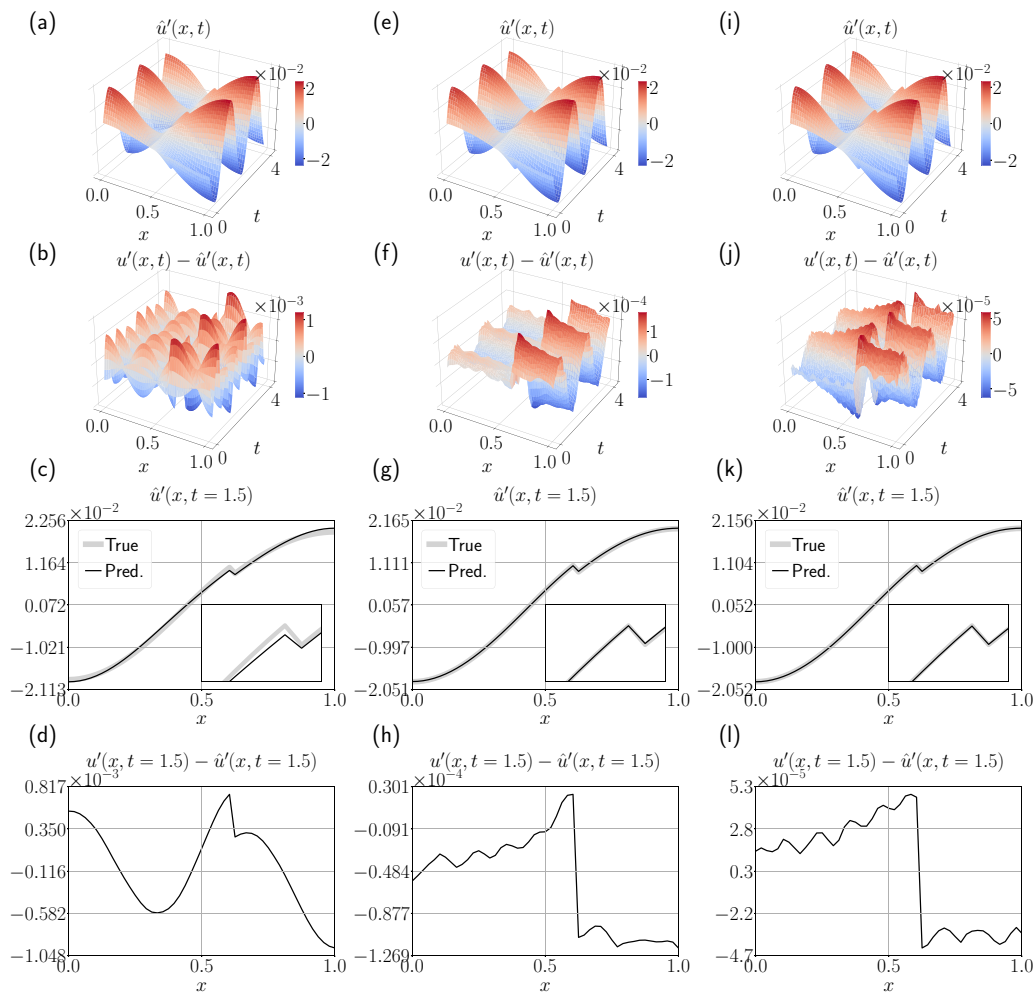 (a) (e) (i)
û′(x, t) û′(x, t) û′(x, t)
×10⁻² ×10⁻² ×10⁻²
2 2 2
0 0 0
−2 −2 −2
4 4 4
0.0 0.0 0.0
0.5 t 0.5 t 0.5 t
x 1.0 0 x 1.0 0 x 1.0 0
(b) (f) (j)
u′(x, t) − û′(x, t) u′(x, t) − û′(x, t) u′(x, t) − û′(x, t)
×10⁻³ ×10⁻⁴ ×10⁻⁵
1 1 5
0 0 0
−1 −1 −5
4 4 4
0.0 0.0 0.0
0.5 t 0.5 t 0.5 t
x 1.0 0 x 1.0 0 x 1.0 0
(c) (g) (k)
û′(x, t = 1.5) û′(x, t = 1.5) û′(x, t = 1.5)
×10⁻² ×10⁻² ×10⁻²
2.256 2.165 2.156
True True True
1.164 1.111 1.104
Pred. Pred. Pred.
0.072 0.057 0.052
−1.021 −0.997 −1.000
−2.113 −2.051 −2.052
0.0 0.5 1.0 0.0 0.5 1.0 0.0 0.5 1.0
x x x
(d) (h) (l)
u′(x, t = 1.5) − û′(x, t = 1.5) u′(x, t = 1.5) − û′(x, t = 1.5) u′(x, t = 1.5) − û′(x, t = 1.5)
×10⁻³ ×10⁻⁴ ×10⁻⁵
0.817 0.301 5.3
0.350 −0.091 2.8
−0.116 −0.484 0.3
−0.582 −0.877 −2.2
−1.048 −1.269 −4.7
0.0 0.5 1.0 0.0 0.5 1.0 0.0 0.5 1.0
x x x